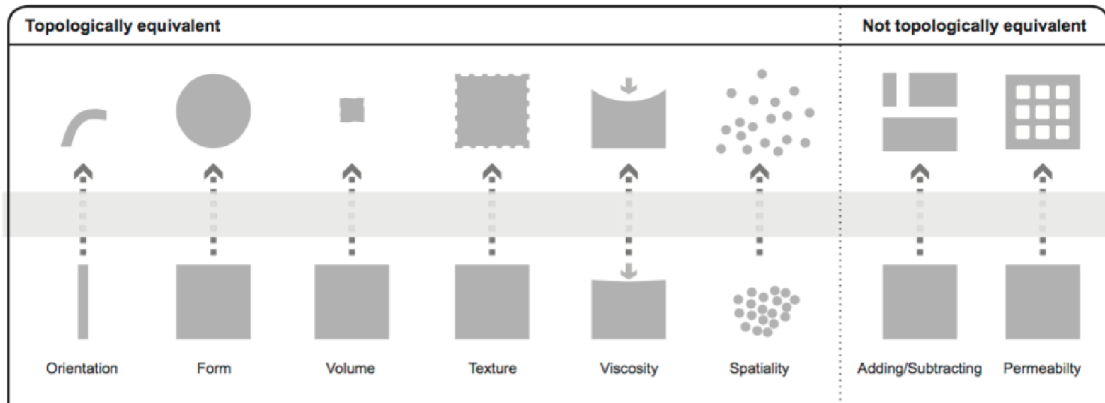 Topologically equivalent
Not topologically equivalent
Orientation
Form
Volume
Texture
Viscosity
Spatiality
Adding/Subtracting
Permeabilty